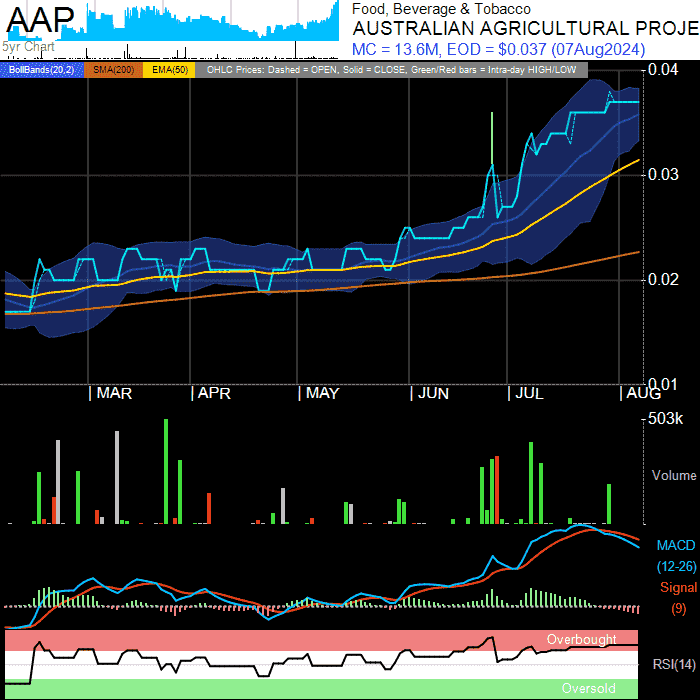 AAP
5yr Chart
Food, Beverage & Tobacco
AUSTRALIAN AGRICULTURAL PROJE
MC = 13.6M, EOD = $0.037 (07Aug2024)
BollBands(20,2) SMA(200) EMA(50) OHLC Prices: Dashed = OPEN, Solid = CLOSE, Green/Red bars = Intra-day HIGH/LOW
0.04
0.03
0.02
0.01
| MAR | APR | MAY | JUN | JUL | AUG
503k
Volume
MACD
(12-26)
Signal
(9)
Overbought
RSI(14)
Oversold